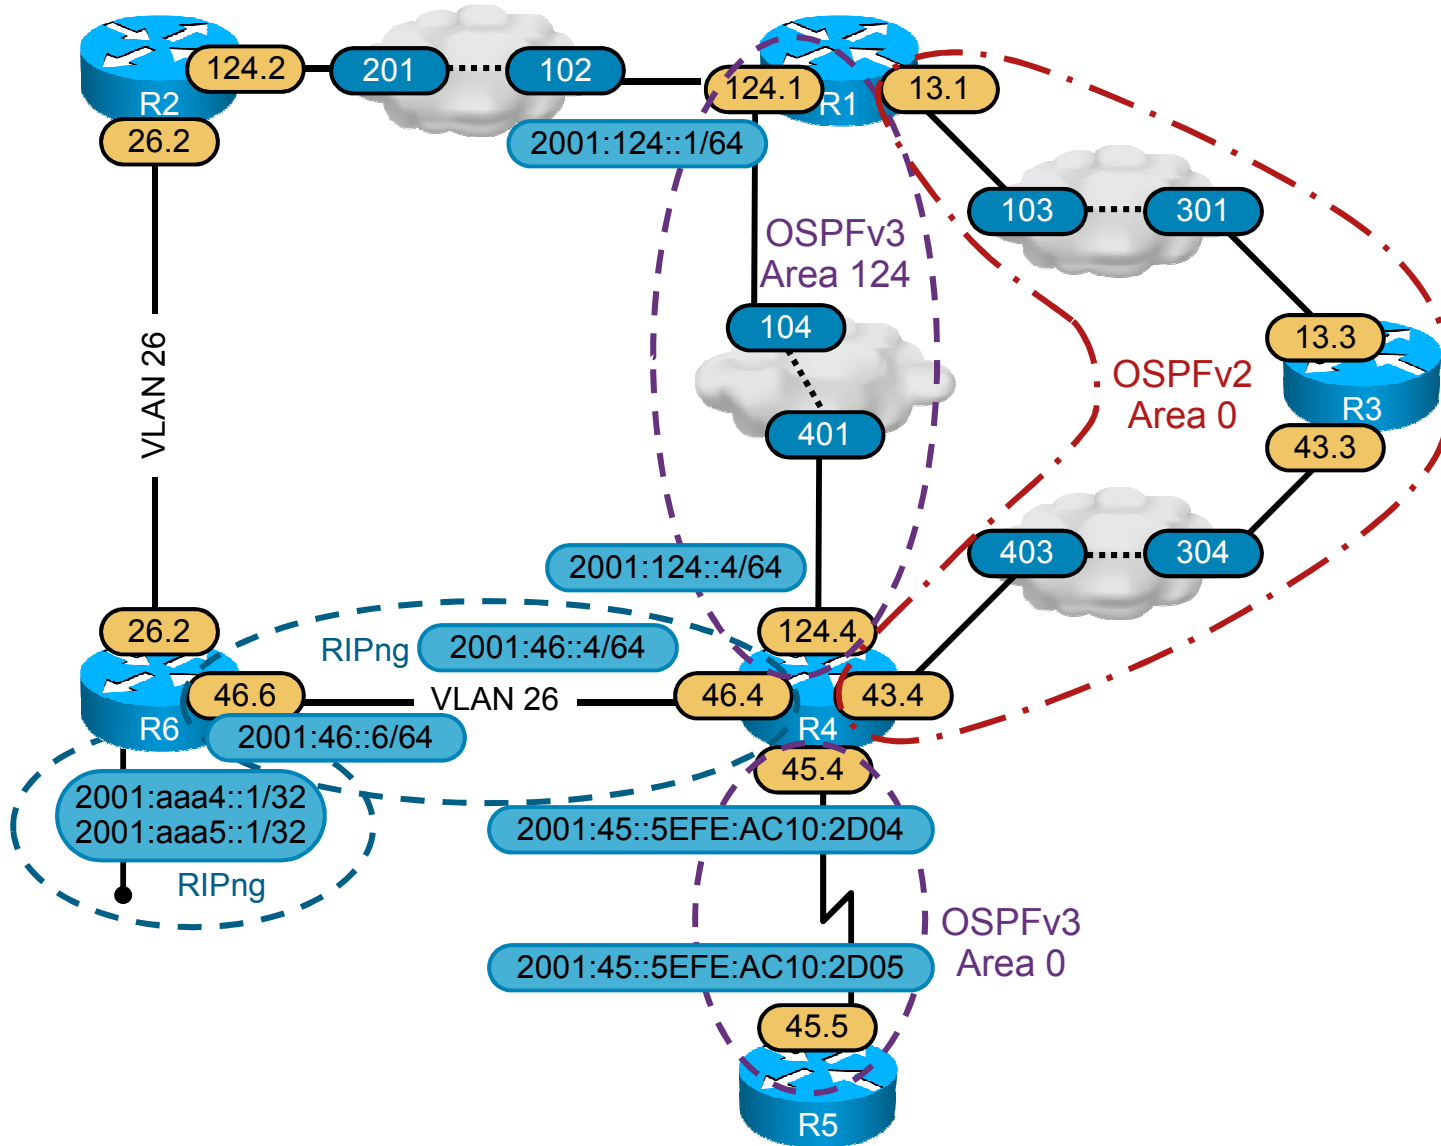 124.2
201
102
124.1
R1
13.1
R2
26.2
2001:124::1/64
103
301
OSPFv3
Area 124
104
13.3
VLAN 26
OSPFv2
Area 0
R3
401
43.3
403
304
2001:124::4/64
26.2
124.4
RIPng
2001:46::4/64
46.6
VLAN 26
46.4
43.4
R6
2001:46::6/64
R4
45.4
2001:aaa4::1/32
2001:aaa5::1/32
2001:45::5EFE:AC10:2D04
RIPng
OSPFv3
Area 0
2001:45::5EFE:AC10:2D05
45.5
R5